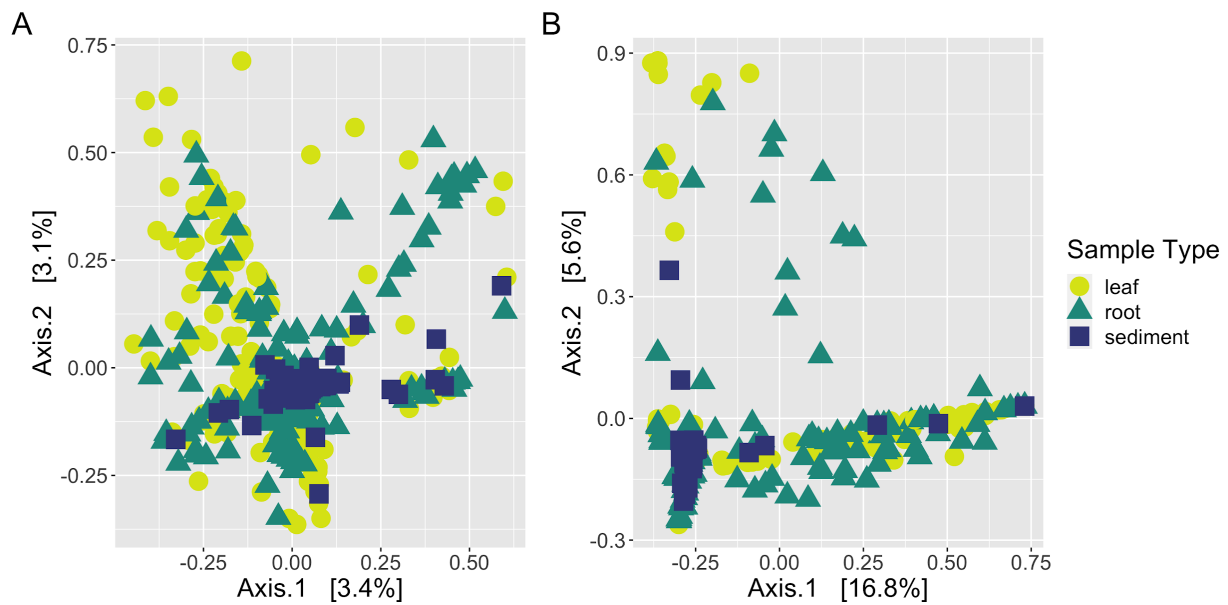 A
0.75
0.50
0.25
0.00
-0.25
Axis.2 [3.1%]
-0.25 0.00 0.25 0.50
Axis.1 [3.4%]
B
0.9
0.6
0.3
0.0
-0.3
Axis.2 [5.6%]
-0.25 0.00 0.25 0.50 0.75
Axis.1 [16.8%]
Sample Type
leaf
root
sediment